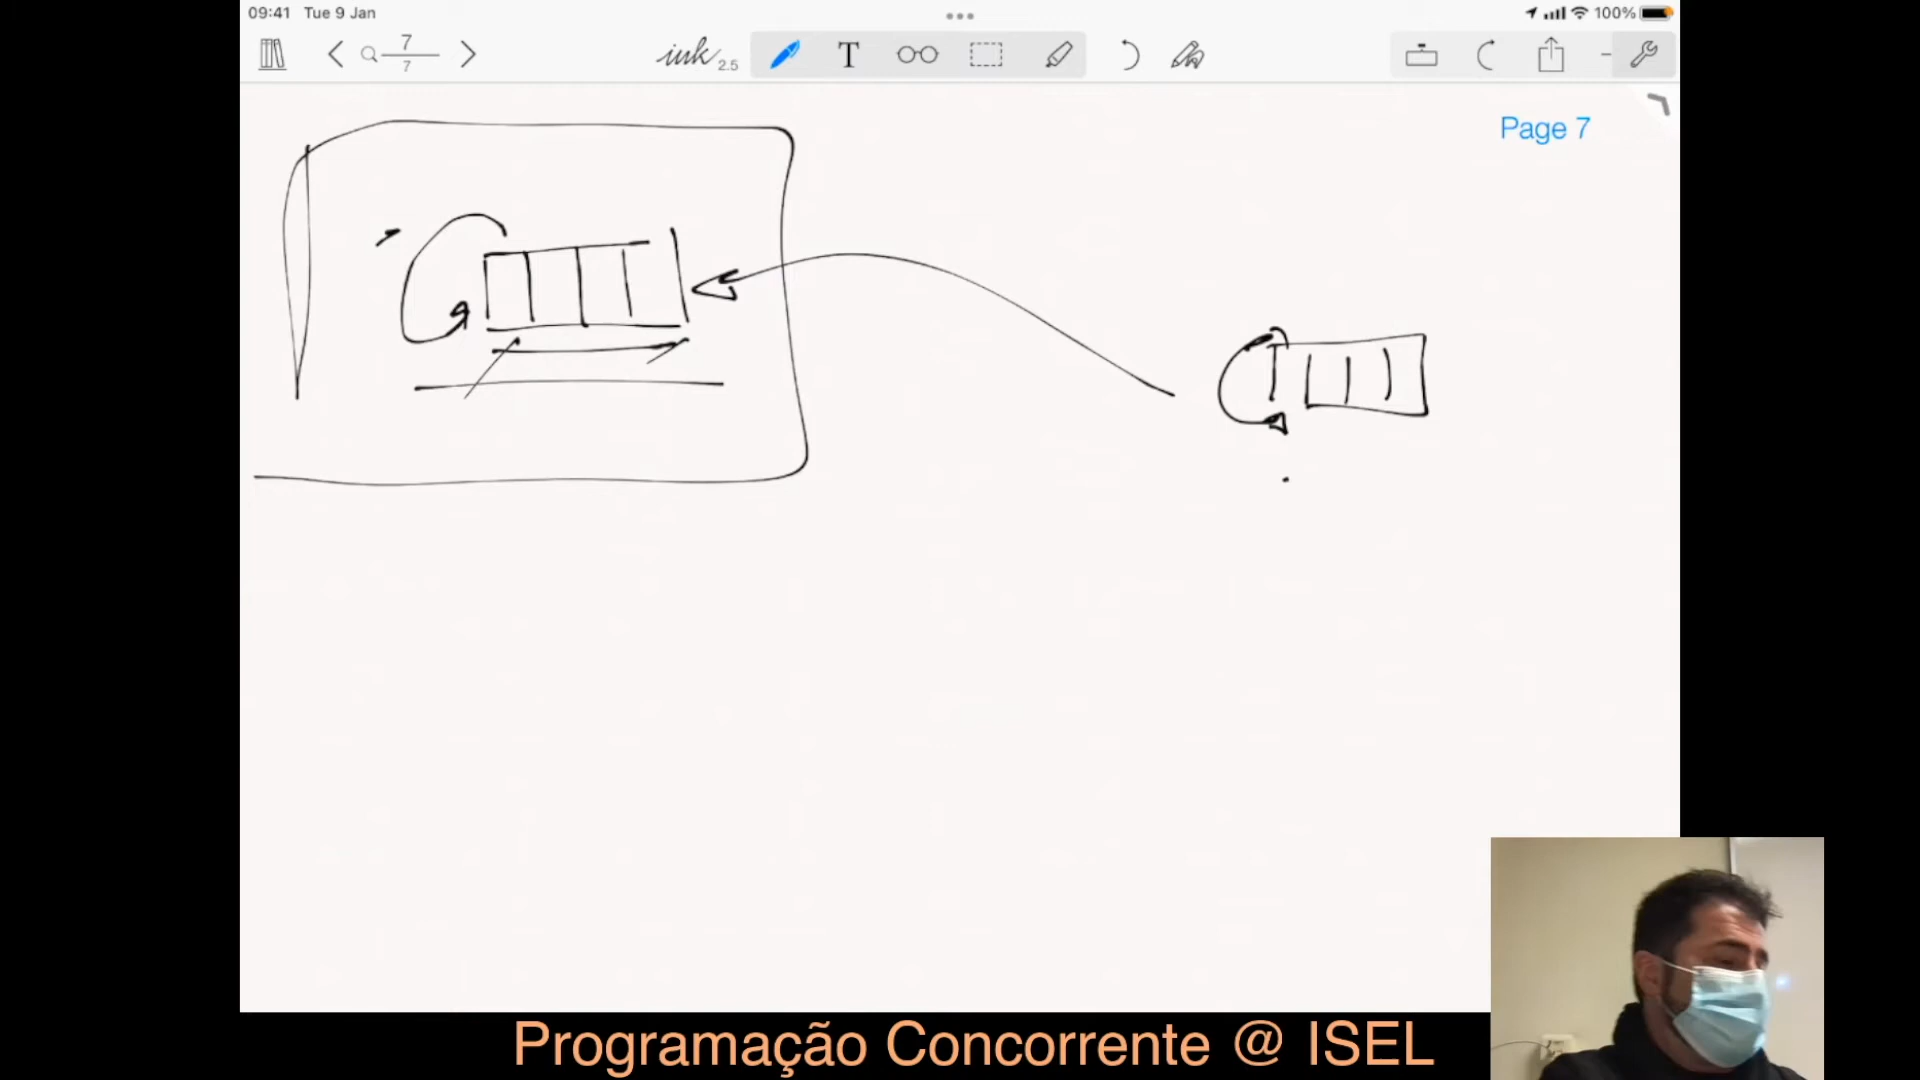 09:41 Tue 9 Jan
100%
7
7
ink 2.5
T
Page 7
Programação Concorrente @ ISEL